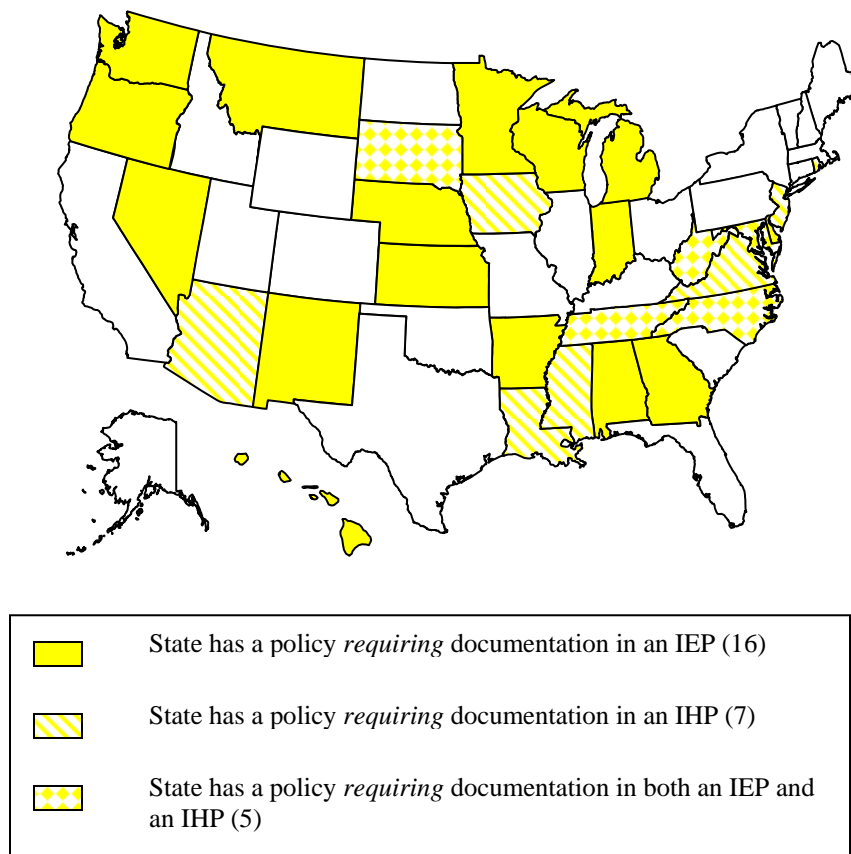 State has a policy requiring documentation in an IEP (16)
State has a policy requiring documentation in an IHP (7)
State has a policy requiring documentation in both an IEP and
an IHP (5)